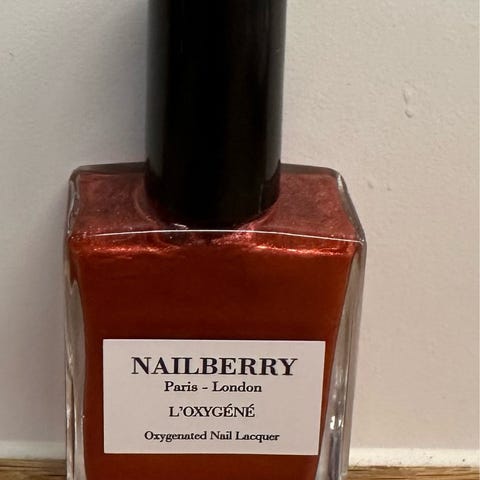 NAILBERRY
Paris - London
L'OXYGÉNÉ
Oxygenated Nail Lacquer